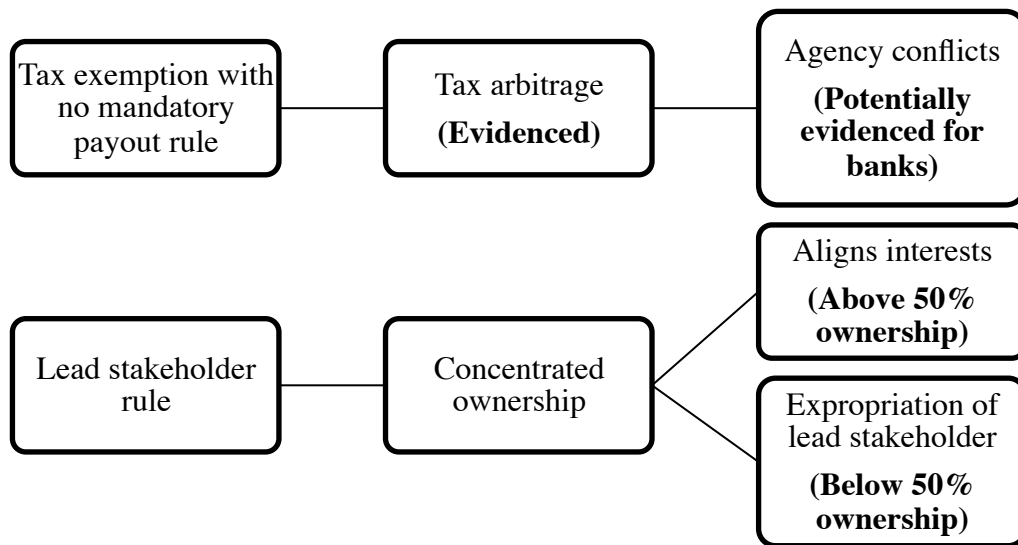 Tax exemption with
no mandatory
payout rule
Tax arbitrage
(Evidenced)
Agency conflicts
(Potentially
evidenced for
banks)
Lead stakeholder
rule
Concentrated
ownership
Aligns interests
(Above 50%
ownership)
Expropriation of
lead stakeholder
(Below 50%
ownership)